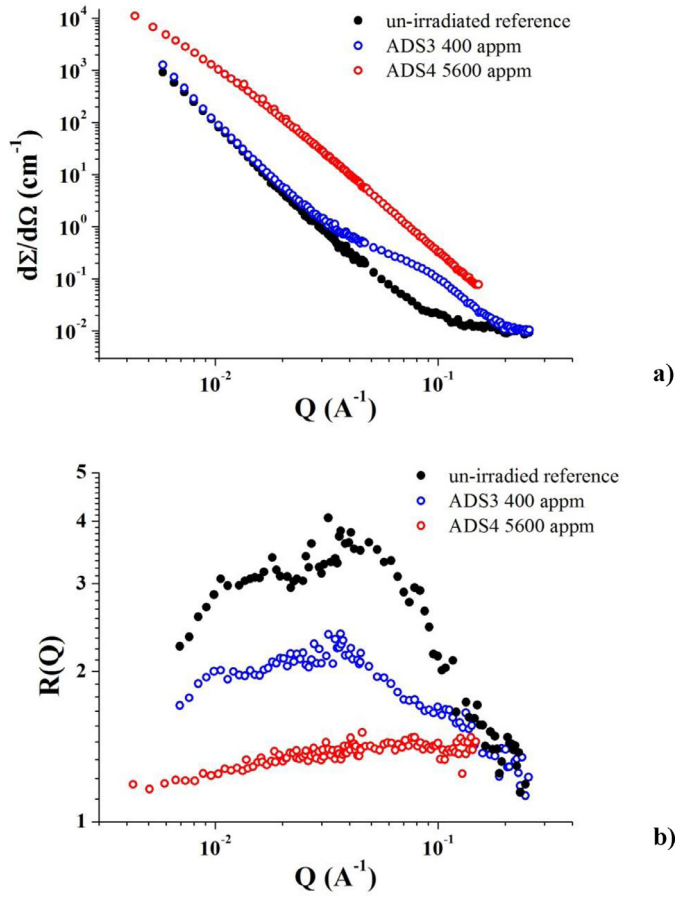 un-irradiated reference
ADS3 400 appm
ADS4 5600 appm
dΣ/dΩ (cm⁻¹)
10⁴
10³
10²
10¹
10⁰
10⁻¹
10⁻²
10⁻²
10⁻¹
Q (A⁻¹)
a)
un-irradied reference
ADS3 400 appm
ADS4 5600 appm
R(Q)
5
4
3
2
1
10⁻²
10⁻¹
Q (A⁻¹)
b)